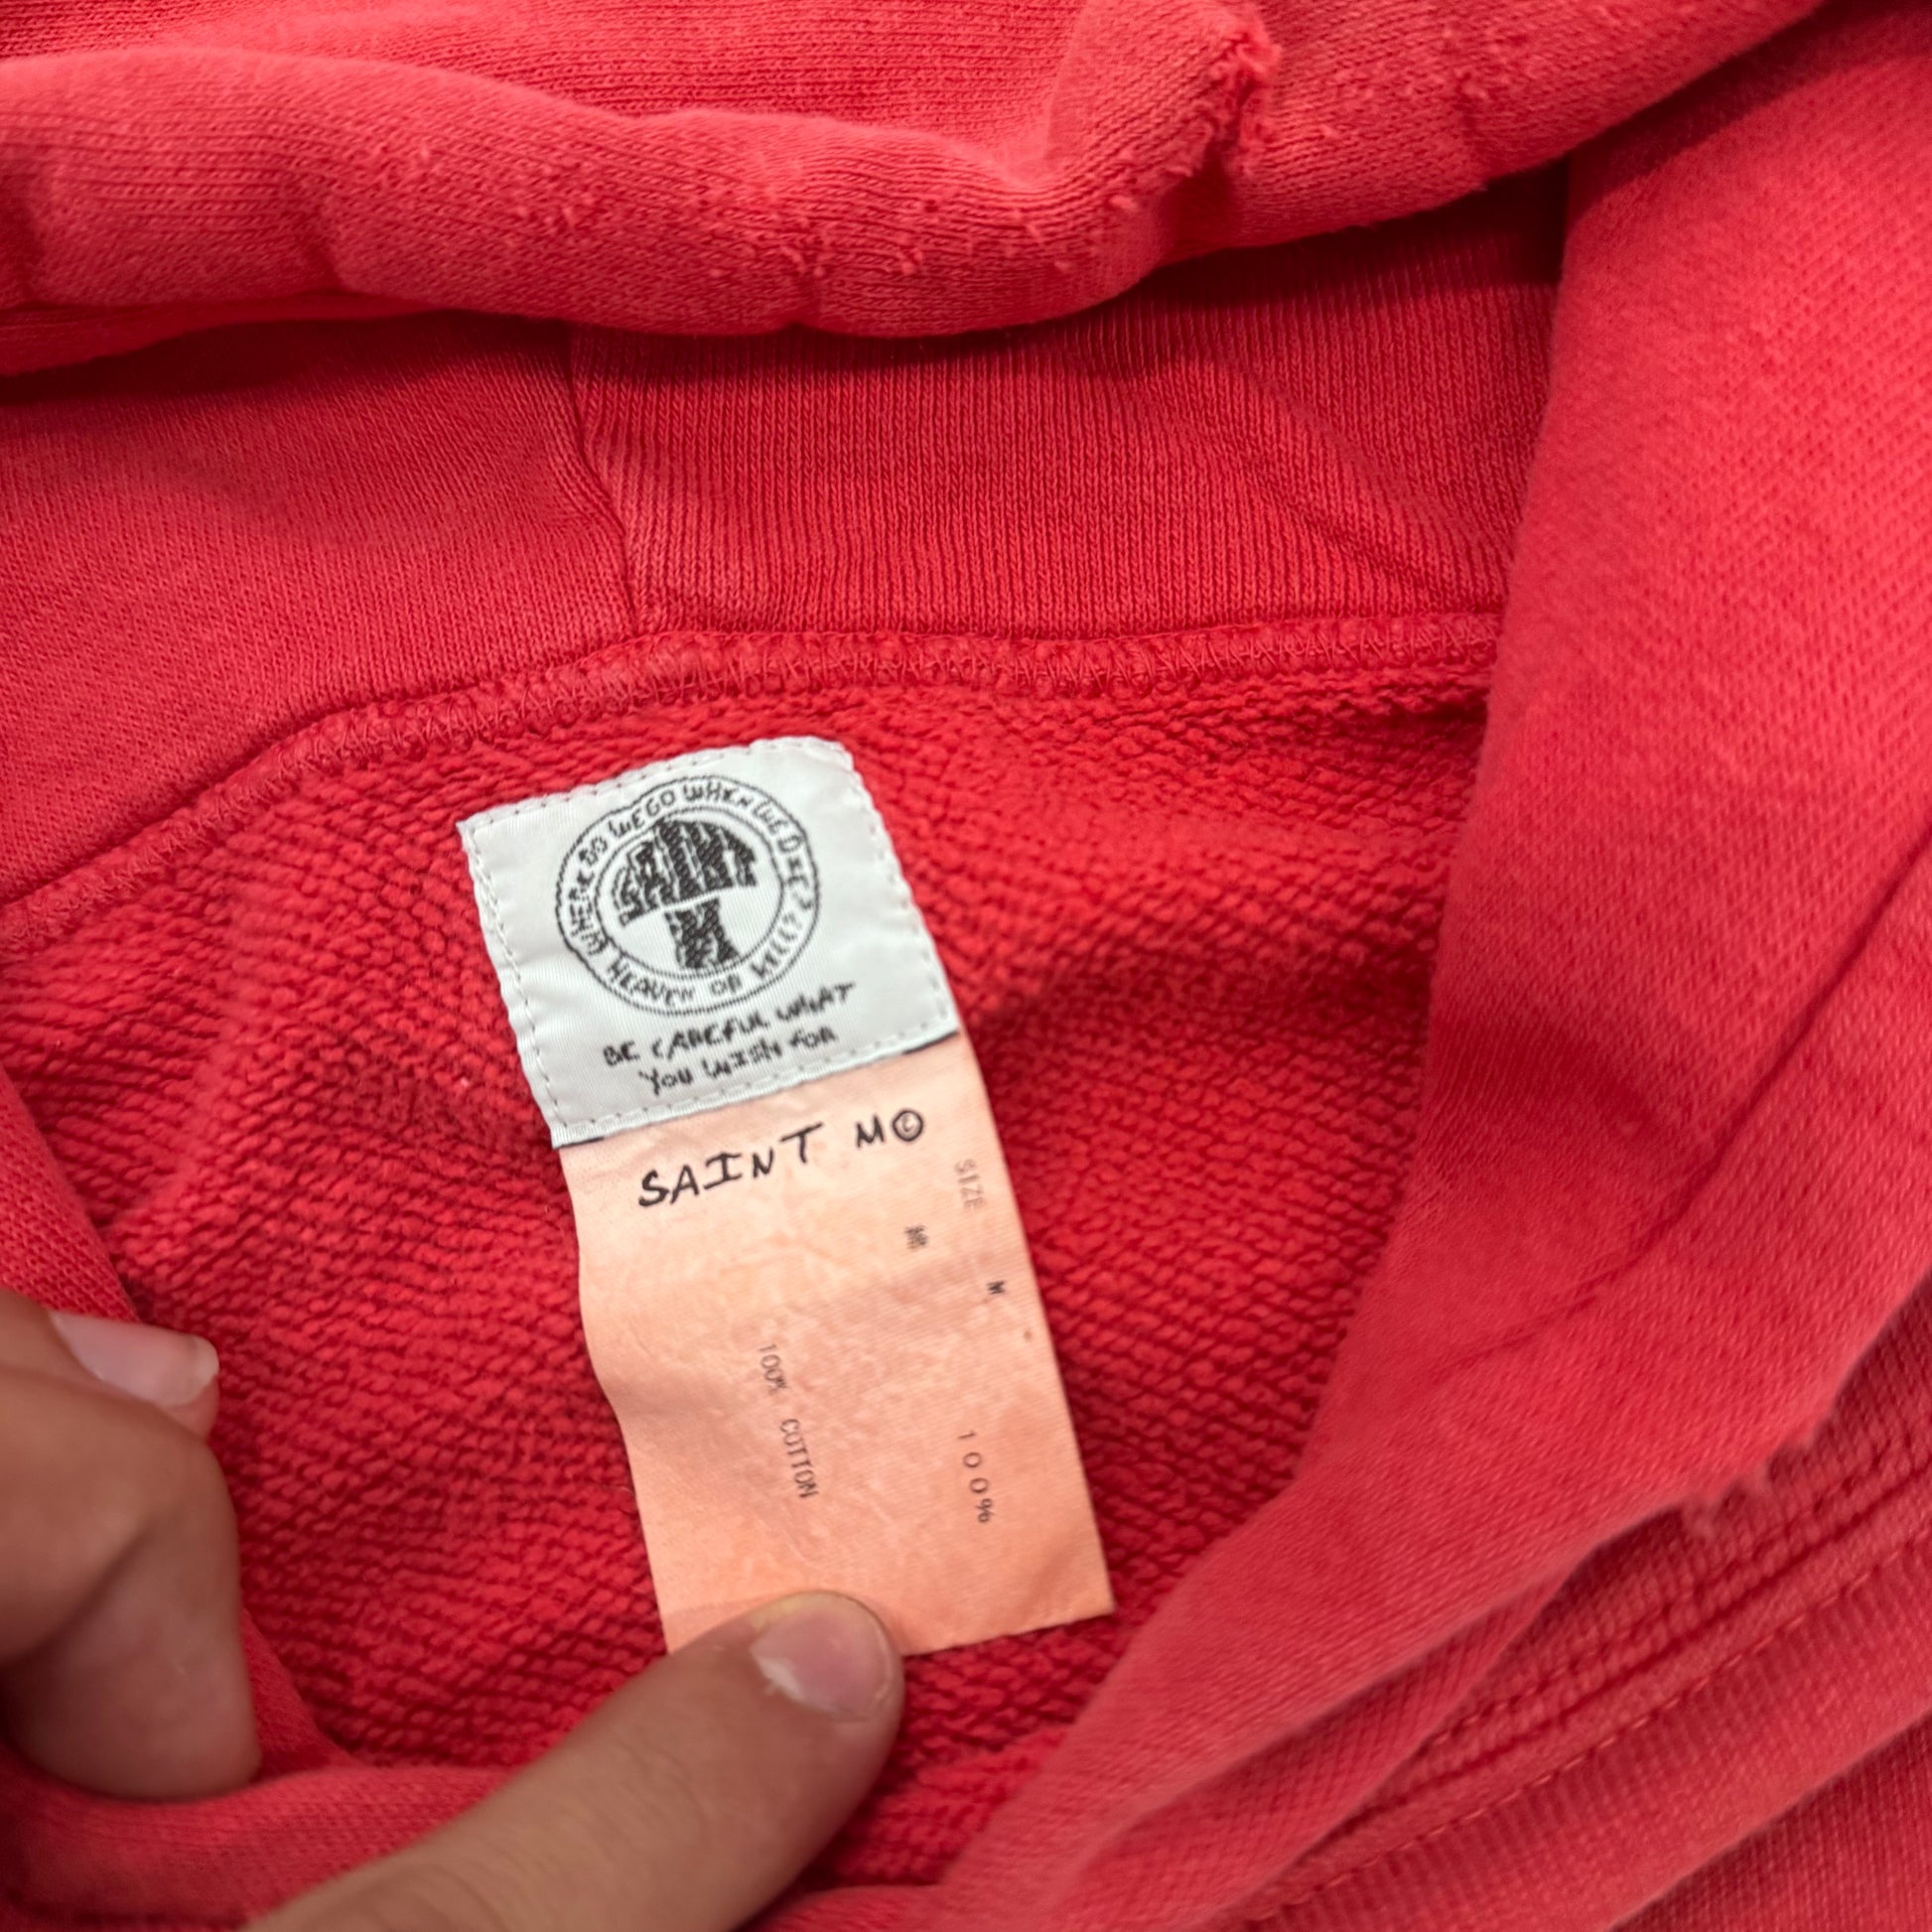 WHERE DO WE GO WHEN WE DIE?
HEAVEN OR HELL???
BE CAREFUL WHAT
YOU WISH FOR
SAINT M©
SIZE M
100% COTTON
100%